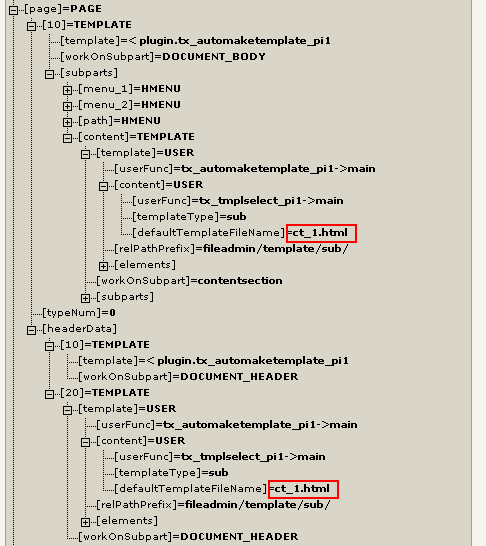 [page]=PAGE
[10]=TEMPLATE
[template]=< plugin.tx_automaketemplate_pi1
[workOnSubpart]=DOCUMENT_BODY
[subparts]
[menu_1]=HMENU
[menu_2]=HMENU
[path]=HMENU
[content]=TEMPLATE
[template]=USER
[userFunc]=tx_automaketemplate_pi1->main
[content]=USER
[userFunc]=tx_tmplselect_pi1->main
[templateType]=sub
[defaultTemplateFileName]=ct_1.html
[relPathPrefix]=fileadmin/template/sub/
[elements]
[workOnSubpart]=contentsection
[subparts]
[typeNum]=0
[headerData]
[10]=TEMPLATE
[template]=< plugin.tx_automaketemplate_pi1
[workOnSubpart]=DOCUMENT_HEADER
[20]=TEMPLATE
[template]=USER
[userFunc]=tx_automaketemplate_pi1->main
[content]=USER
[userFunc]=tx_tmplselect_pi1->main
[templateType]=sub
[defaultTemplateFileName]=ct_1.html
[relPathPrefix]=fileadmin/template/sub/
[elements]
[workOnSubpart]=DOCUMENT_HEADER